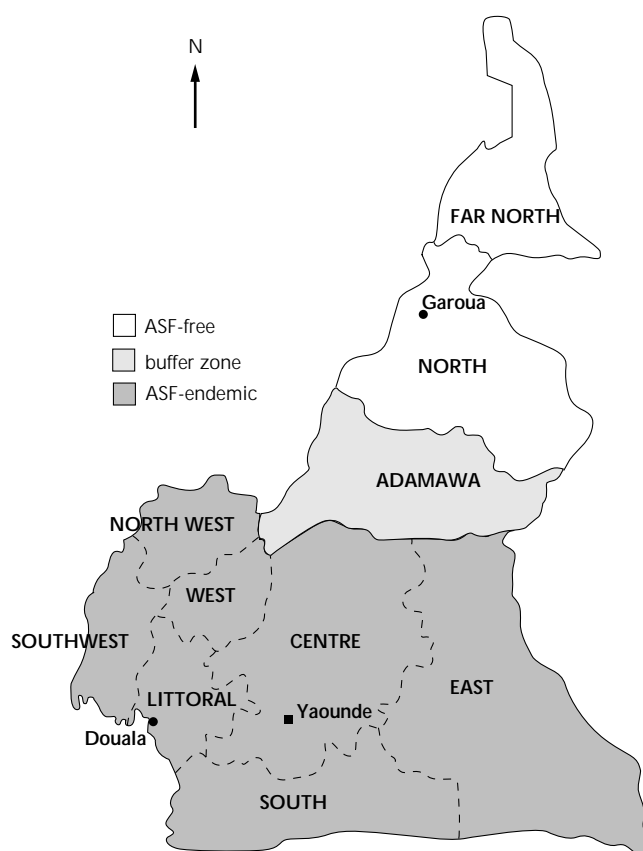 N
FAR NORTH
Garoua
ASF-free
buffer zone
NORTH
ASF-endemic
ADAMAWA
NORTH WEST
WEST
SOUTHWEST
CENTRE
EAST
LITTORAL
Yaounde
Douala
SOUTH